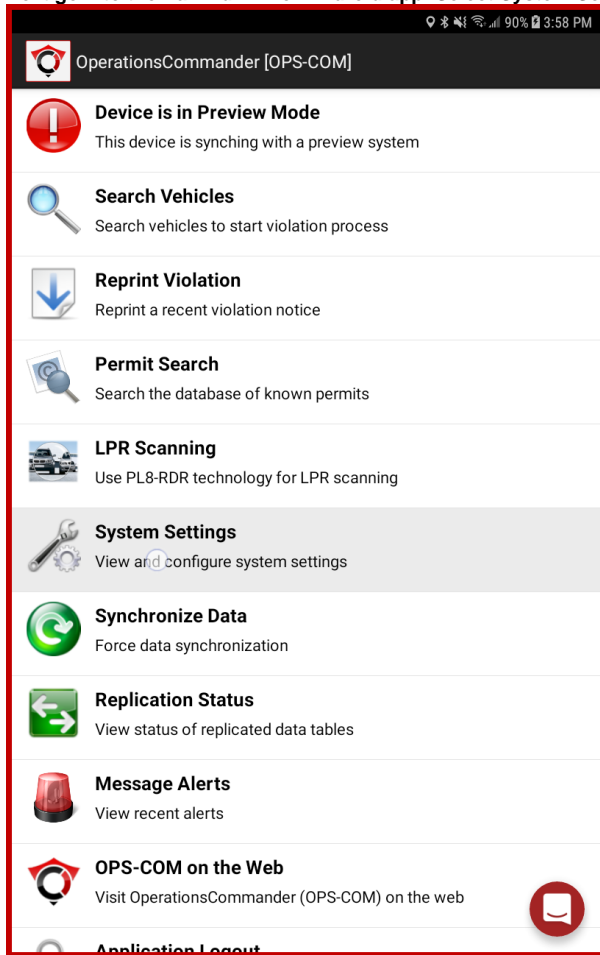 90% 3:58 PM
OperationsCommander [OPS-COM]
Device is in Preview Mode
This device is synching with a preview system
Search Vehicles
Search vehicles to start violation process
Reprint Violation
Reprint a recent violation notice
Permit Search
Search the database of known permits
LPR Scanning
Use PL8-RDR technology for LPR scanning
System Settings
View and configure system settings
Synchronize Data
Force data synchronization
Replication Status
View status of replicated data tables
Message Alerts
View recent alerts
OPS-COM on the Web
Visit OperationsCommander (OPS-COM) on the web
Application Logout